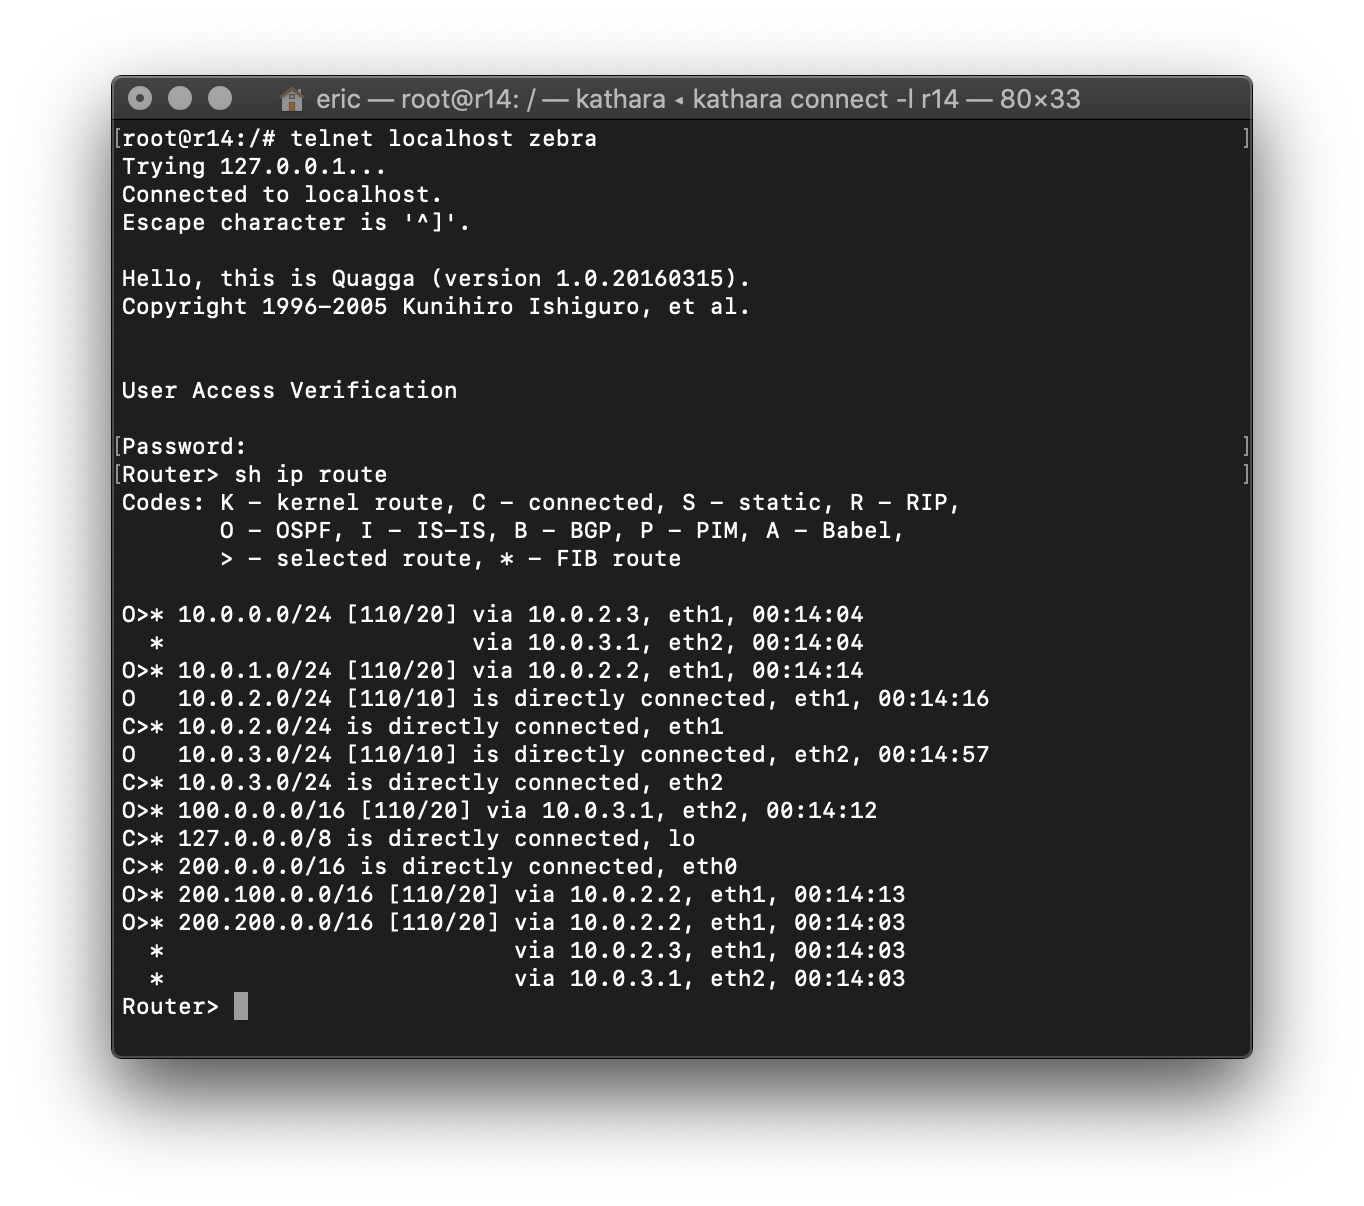 eric — root@r14: / — kathara ◂ kathara connect -l r14 — 80×33
[root@r14:/# telnet localhost zebra ]
Trying 127.0.0.1...
Connected to localhost.
Escape character is '^]'.
Hello, this is Quagga (version 1.0.20160315).
Copyright 1996-2005 Kunihiro Ishiguro, et al.
User Access Verification
[Password: ]
[Router> sh ip route ]
Codes: K - kernel route, C - connected, S - static, R - RIP,
       O - OSPF, I - IS-IS, B - BGP, P - PIM, A - Babel,
       > - selected route, * - FIB route
O>* 10.0.0.0/24 [110/20] via 10.0.2.3, eth1, 00:14:04
  *                      via 10.0.3.1, eth2, 00:14:04
O>* 10.0.1.0/24 [110/20] via 10.0.2.2, eth1, 00:14:14
O   10.0.2.0/24 [110/10] is directly connected, eth1, 00:14:16
C>* 10.0.2.0/24 is directly connected, eth1
O   10.0.3.0/24 [110/10] is directly connected, eth2, 00:14:57
C>* 10.0.3.0/24 is directly connected, eth2
O>* 100.0.0.0/16 [110/20] via 10.0.3.1, eth2, 00:14:12
C>* 127.0.0.0/8 is directly connected, lo
C>* 200.0.0.0/16 is directly connected, eth0
O>* 200.100.0.0/16 [110/20] via 10.0.2.2, eth1, 00:14:13
O>* 200.200.0.0/16 [110/20] via 10.0.2.2, eth1, 00:14:03
  *                         via 10.0.2.3, eth1, 00:14:03
  *                         via 10.0.3.1, eth2, 00:14:03
Router>